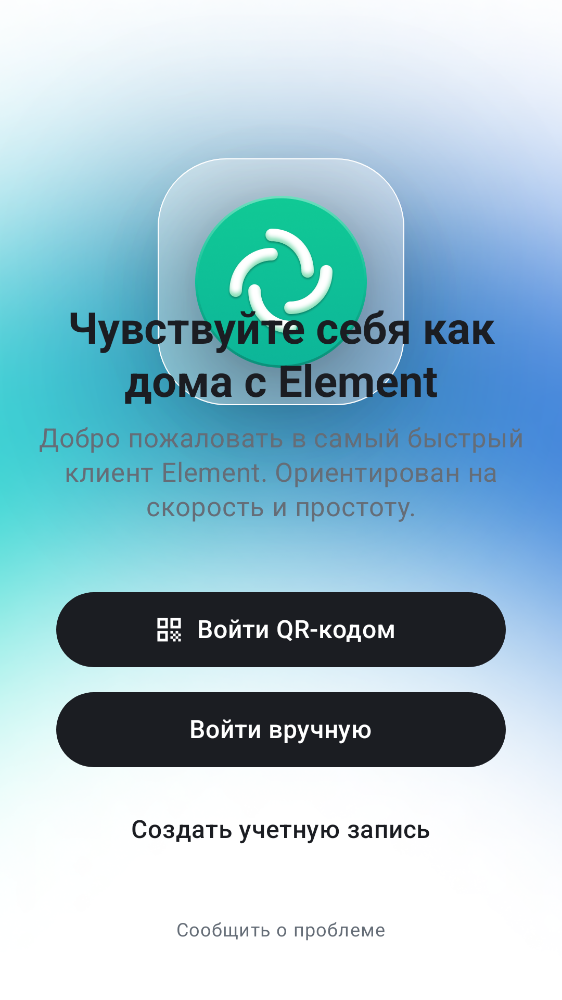 Чувствуйте себя как
дома с Element
Добро пожаловать в самый быстрый
клиент Element. Ориентирован на
скорость и простоту.
Войти QR-кодом
Войти вручную
Создать учетную запись
Сообщить о проблеме